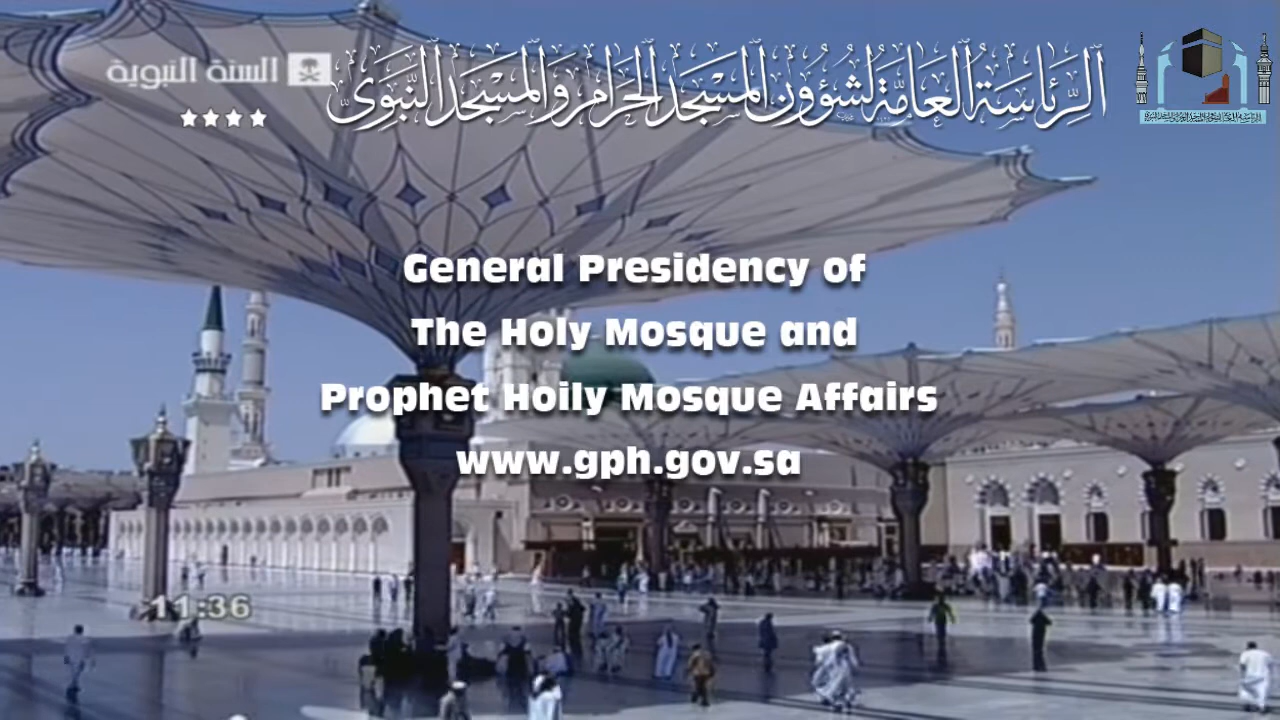 الرئاسة العامة لشؤون المسجد الحرام والمسجد النبوي
السنة النبوية
General Presidency of
The Holy Mosque and
Prophet Hoily Mosque Affairs
www.gph.gov.sa
11:36